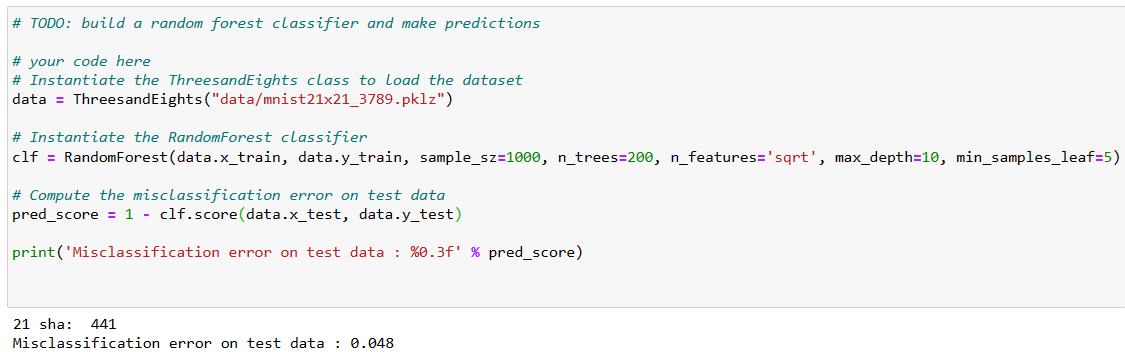 # TODO: build a random forest classifier and make predictions
# your code here
# Instantiate the ThreesandEights class to load the dataset
data = ThreesandEights("data/mnist21x21_3789.pklz")
# Instantiate the RandomForest classifier
clf = RandomForest(data.x_train, data.y_train, sample_sz=1000, n_trees=200, n_features='sqrt', max_depth=10, min_samples_leaf=5)
# Compute the misclassification error on test data
pred_score = 1 - clf.score(data.x_test, data.y_test)
print('Misclassification error on test data : %0.3f' % pred_score)
21 sha:  441
Misclassification error on test data : 0.048